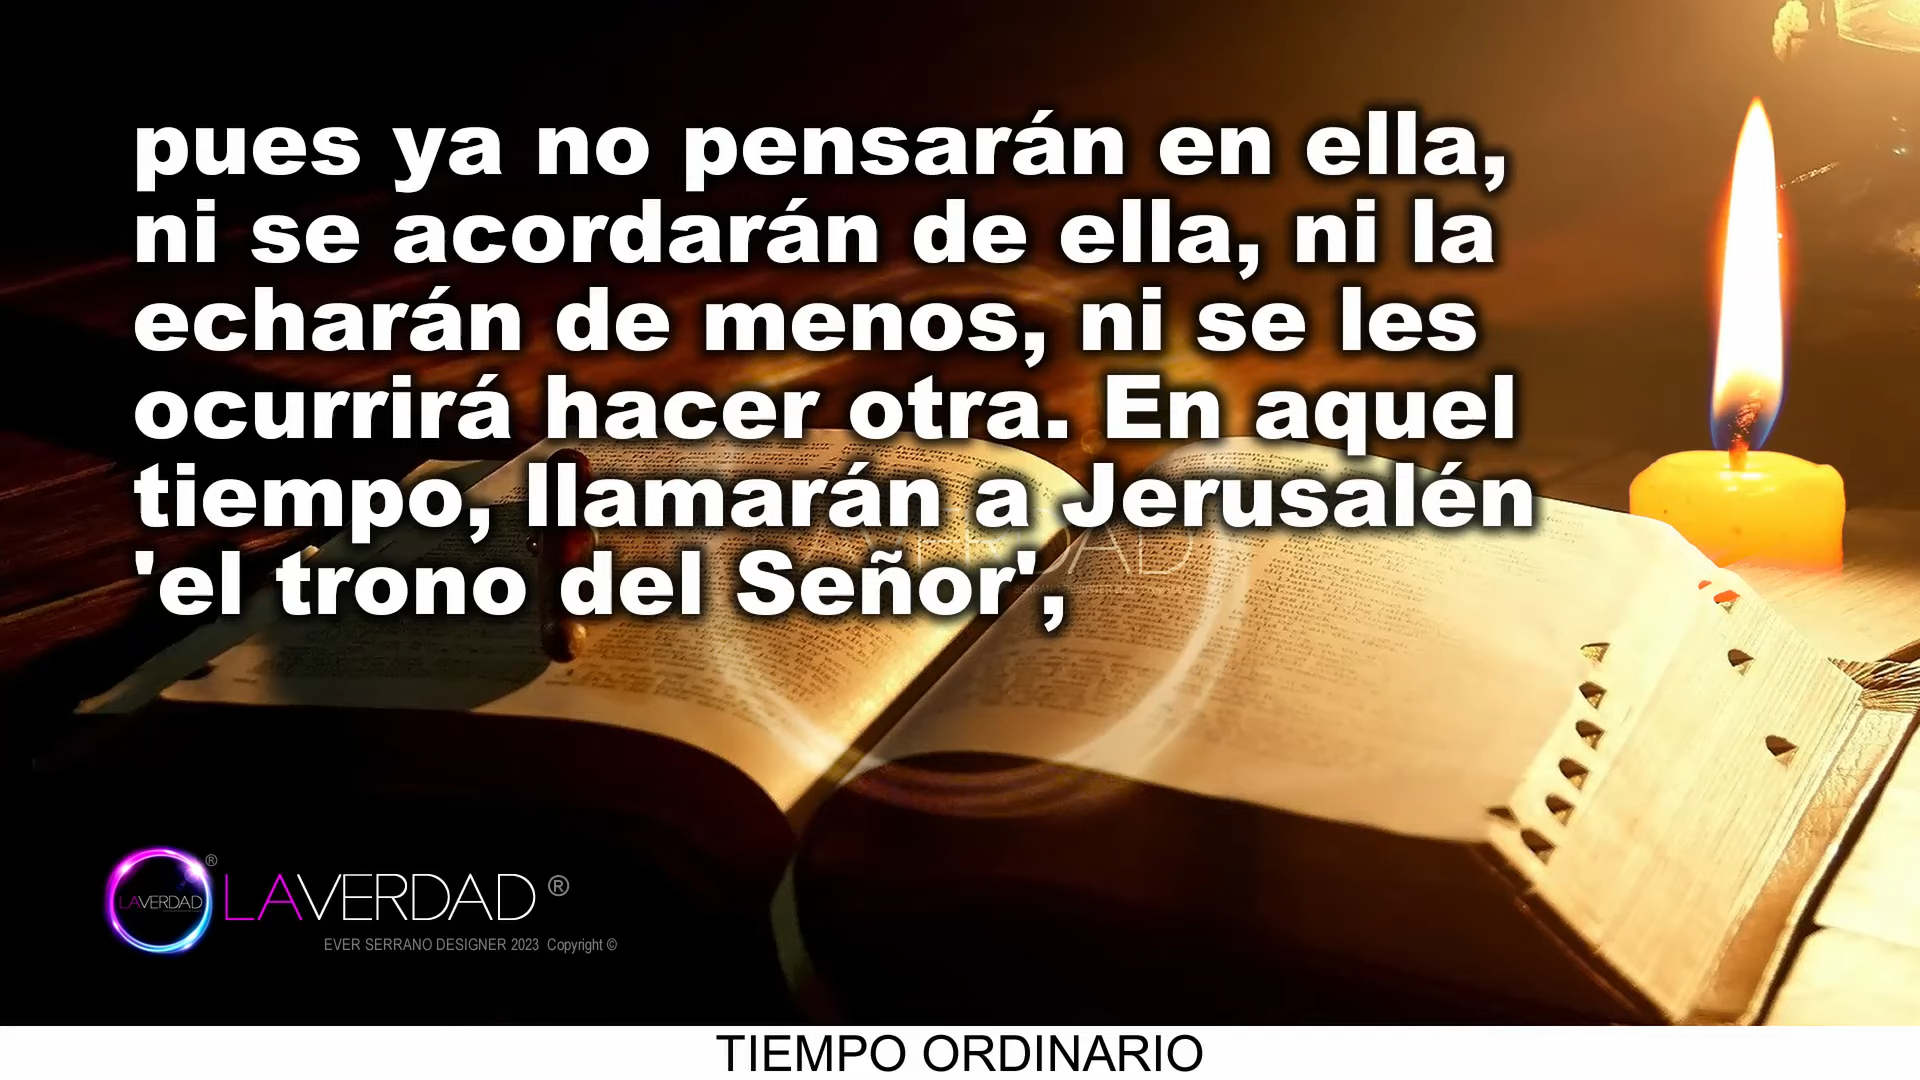 pues ya no pensarán en ella,
ni se acordarán de ella, ni la
echarán de menos, ni se les
ocurrirá hacer otra. En aquel
tiempo, llamarán a Jerusalén
'el trono del Señor',
LAVERDAD ®
LAVERDAD ®
EVER SERRANO DESIGNER 2023 Copyright ©
TIEMPO ORDINARIO